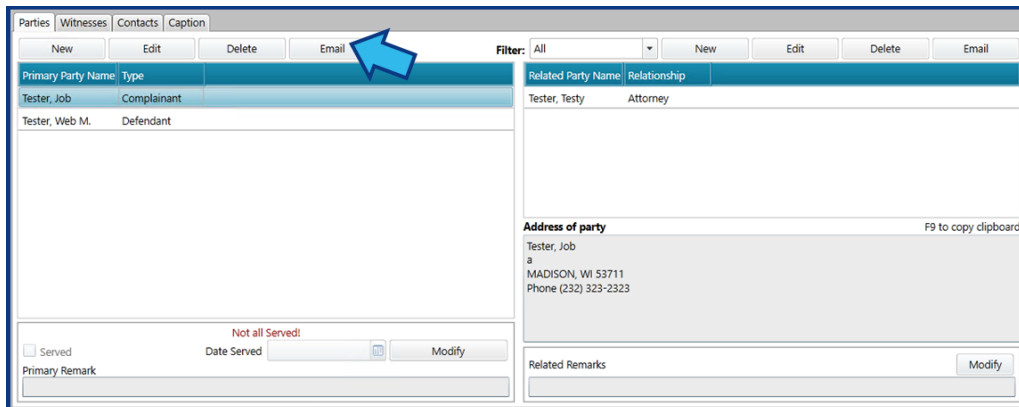 Parties Witnesses Contacts Caption
New Edit Delete Email Filter: All New Edit Delete Email
Primary Party Name Type
Tester, Job Complainant
Tester, Web M. Defendant
Related Party Name Relationship
Tester, Testy Attorney
Address of party F9 to copy clipboard
Tester, Job
a
MADISON, WI 53711
Phone (232) 323-2323
Not all Served!
Served Date Served Modify
Primary Remark
Related Remarks Modify